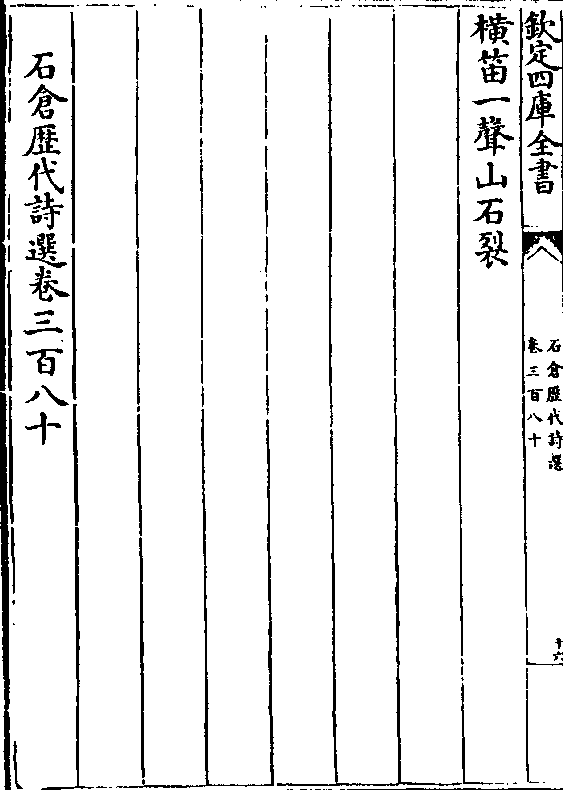 欽定四庫全書
石倉歷代詩選
卷三百八十
十六
橫笛一聲山石裂
石倉歷代詩選卷三百八十